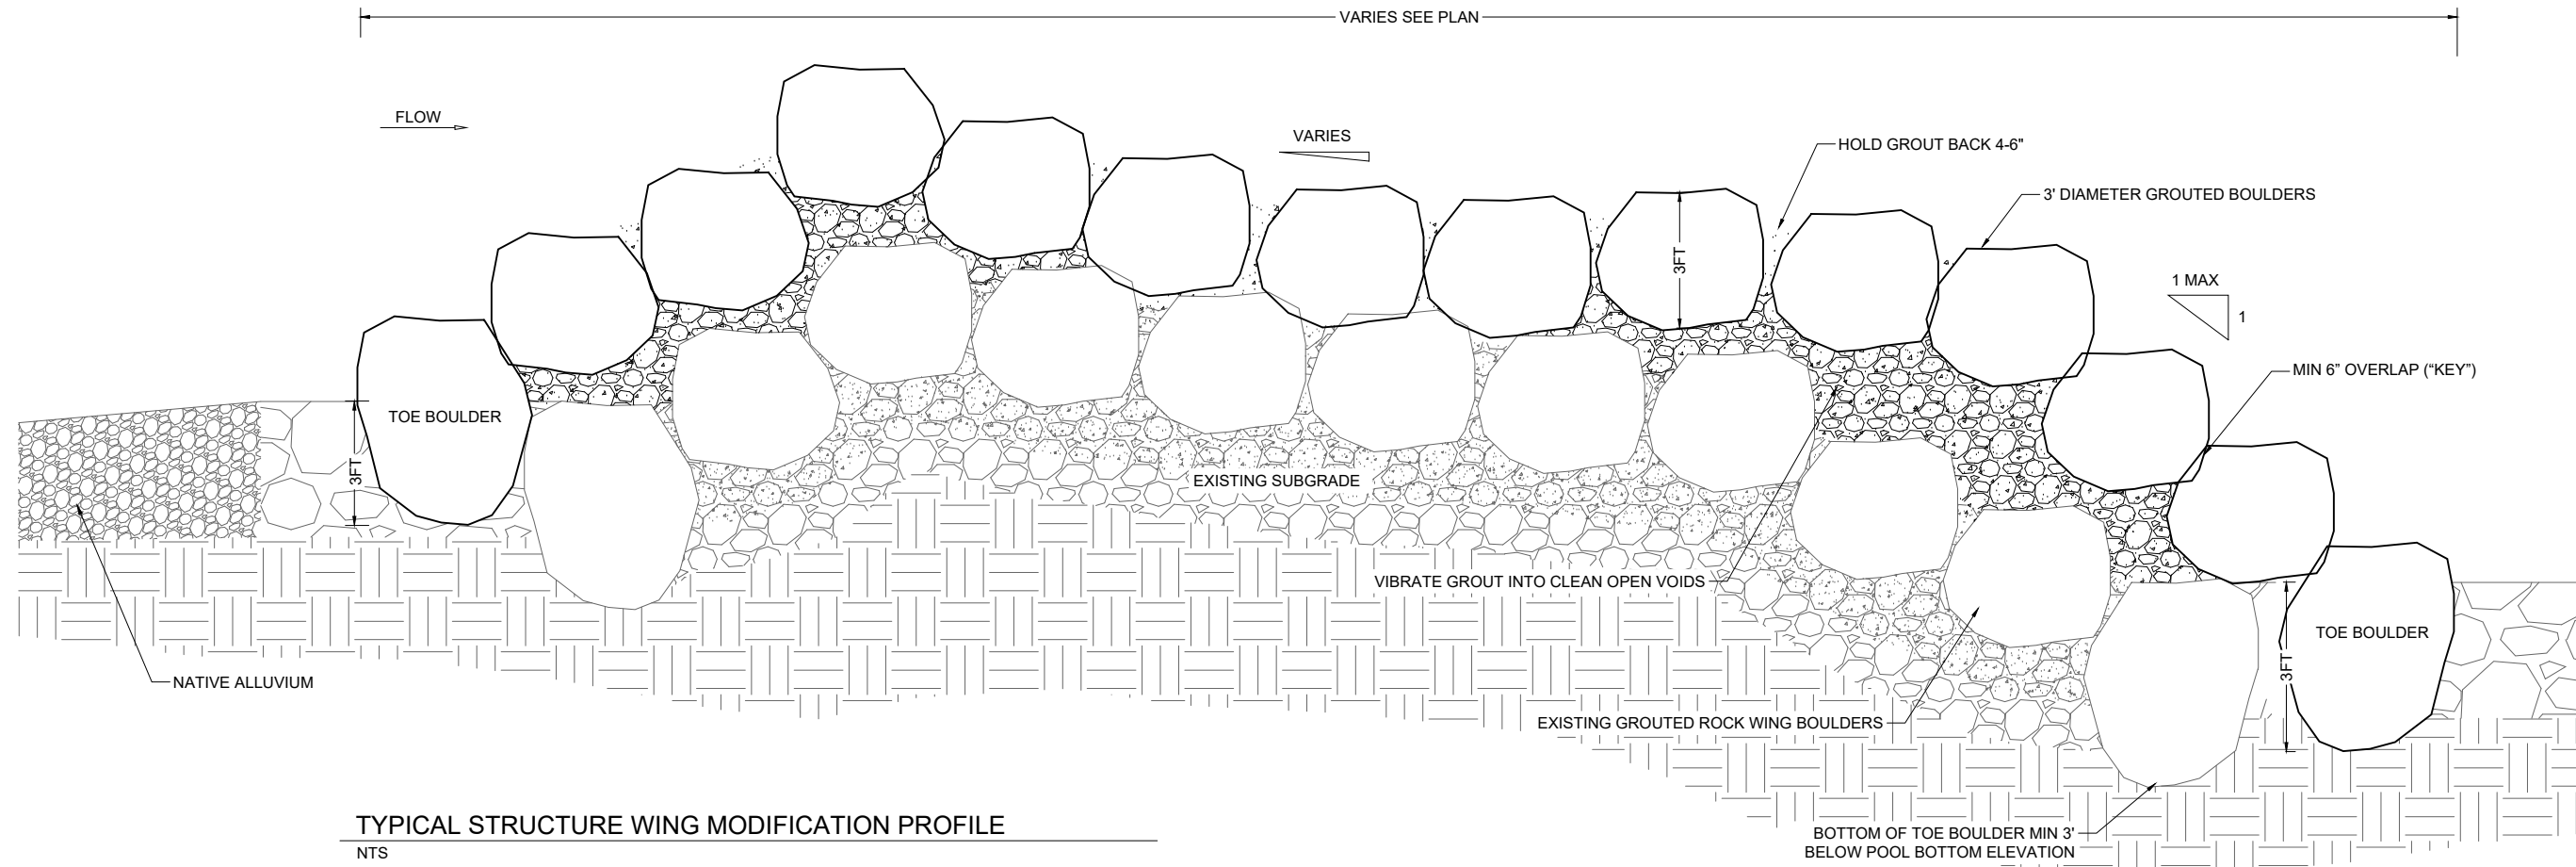 VARIES SEE PLAN
FLOW
VARIES
HOLD GROUT BACK 4-6"
3' DIAMETER GROUTED BOULDERS
3FT
1 MAX
1
MIN 6” OVERLAP (“KEY”)
TOE BOULDER
3FT
EXISTING SUBGRADE
VIBRATE GROUT INTO CLEAN OPEN VOIDS
TOE BOULDER
3FT
NATIVE ALLUVIUM
EXISTING GROUTED ROCK WING BOULDERS
BOTTOM OF TOE BOULDER MIN 3'
BELOW POOL BOTTOM ELEVATION
TYPICAL STRUCTURE WING MODIFICATION PROFILE
NTS